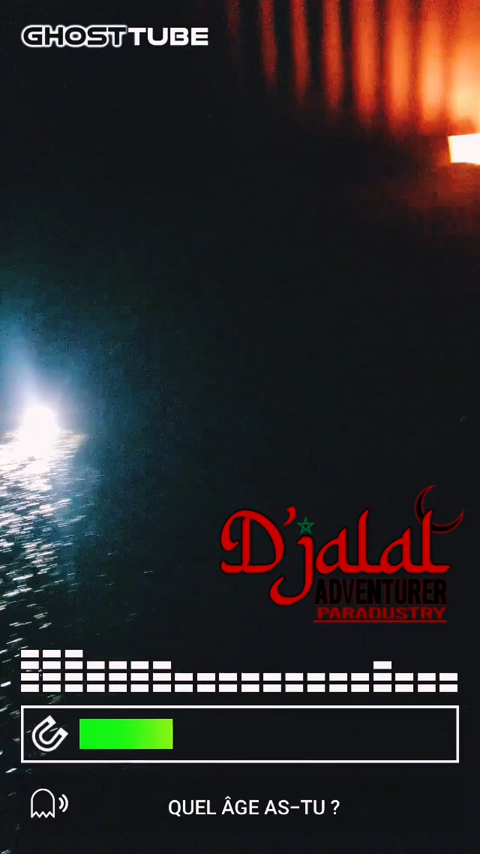 GHOSTTUBE
D'jalal
ADVENTURER
PARADUSTRY
QUEL ÂGE AS-TU ?